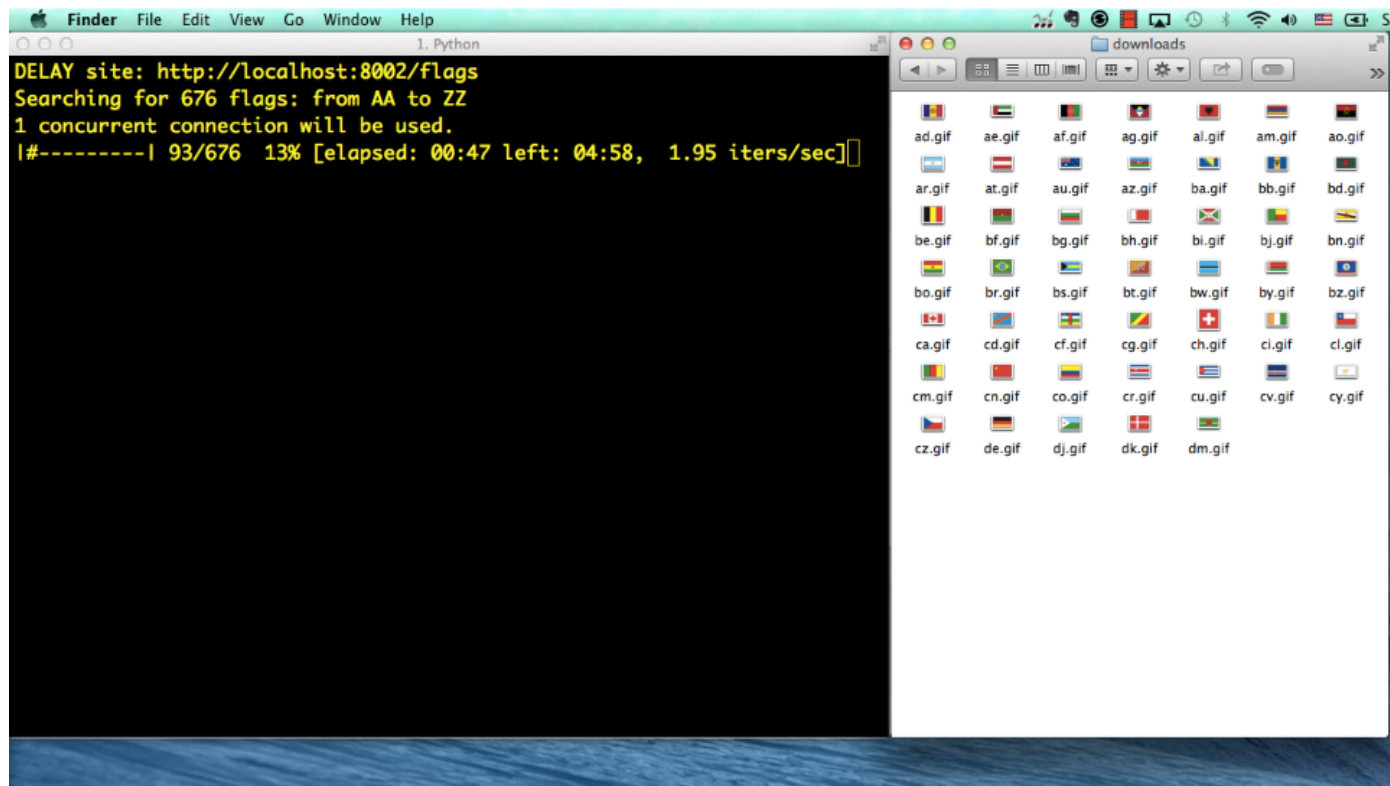 Finder File Edit View Go Window Help S
1. Python
DELAY site: http://localhost:8002/flags
Searching for 676 flags: from AA to ZZ
1 concurrent connection will be used.
|#---------| 93/676 13% [elapsed: 00:47 left: 04:58, 1.95 iters/sec]
downloads
ad.gif ae.gif af.gif ag.gif al.gif am.gif ao.gif
ar.gif at.gif au.gif az.gif ba.gif bb.gif bd.gif
be.gif bf.gif bg.gif bh.gif bi.gif bj.gif bn.gif
bo.gif br.gif bs.gif bt.gif bw.gif by.gif bz.gif
ca.gif cd.gif cf.gif cg.gif ch.gif ci.gif cl.gif
cm.gif cn.gif co.gif cr.gif cu.gif cv.gif cy.gif
cz.gif de.gif dj.gif dk.gif dm.gif